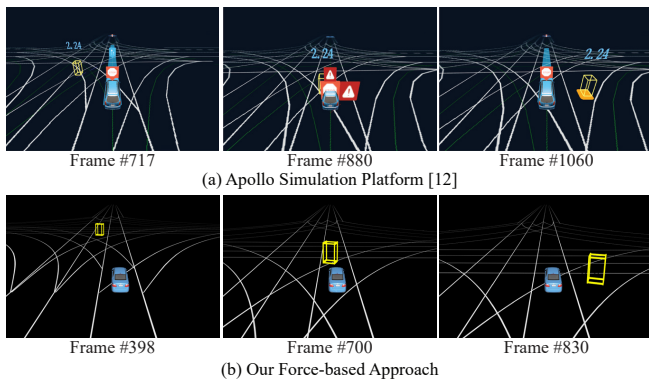 2.24
2.24
2.24
Frame #717
Frame #880
Frame #1060
(a) Apollo Simulation Platform [12]
Frame #398
Frame #700
Frame #830
(b) Our Force-based Approach